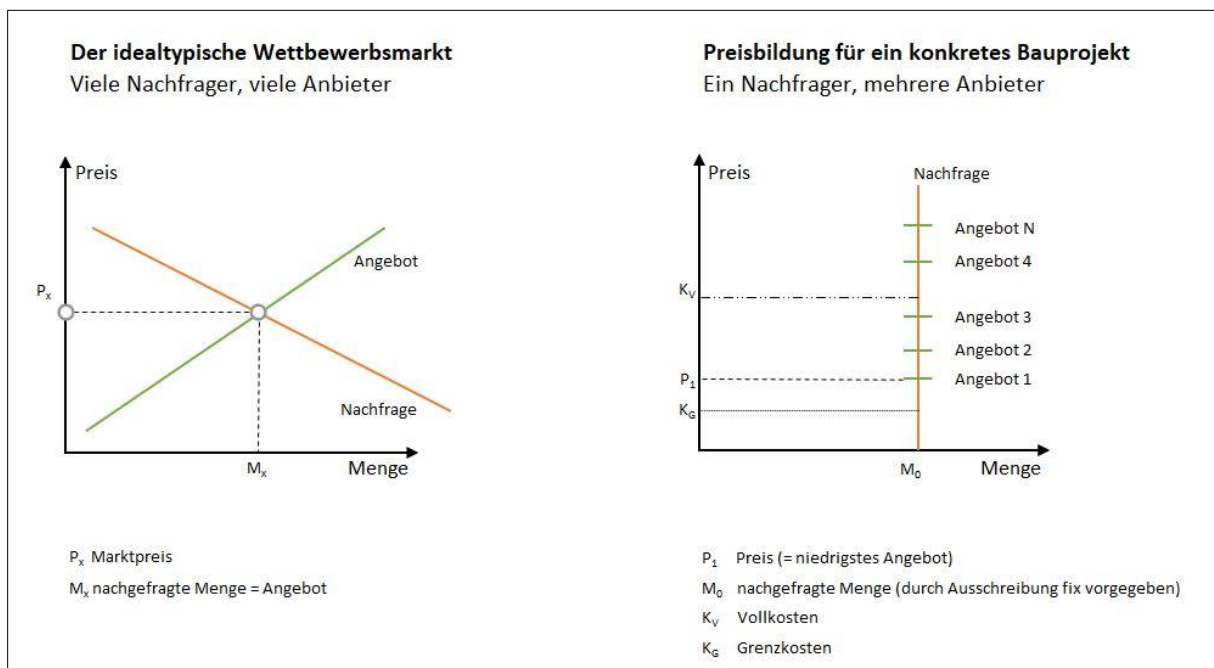 Der idealtypische Wettbewerbsmarkt
Viele Nachfrager, viele Anbieter
Preis
Angebot
Pₓ
Nachfrage
Mₓ
Menge
Pₓ Marktpreis
Mₓ nachgefragte Menge = Angebot
Preisbildung für ein konkretes Bauprojekt
Ein Nachfrager, mehrere Anbieter
Preis
Nachfrage
Angebot N
Angebot 4
Kᵥ
Angebot 3
Angebot 2
P₁
Angebot 1
K_G
M₀
Menge
P₁ Preis (= niedrigstes Angebot)
M₀ nachgefragte Menge (durch Ausschreibung fix vorgegeben)
Kᵥ Vollkosten
K_G Grenzkosten